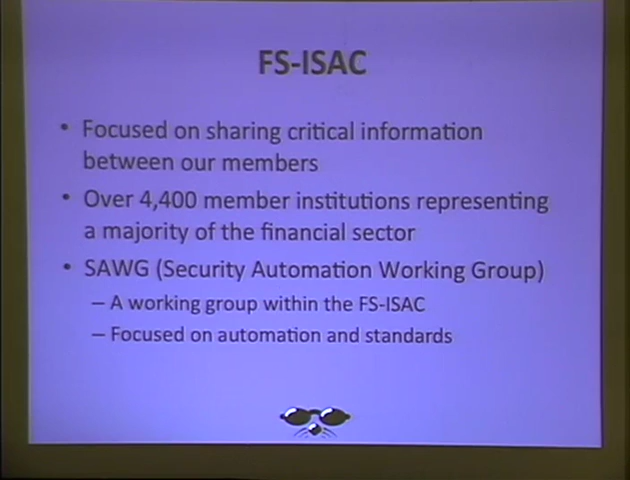 FS-ISAC
• Focused on sharing critical information
between our members
• Over 4,400 member institutions representing
a majority of the financial sector
• SAWG (Security Automation Working Group)
– A working group within the FS-ISAC
– Focused on automation and standards